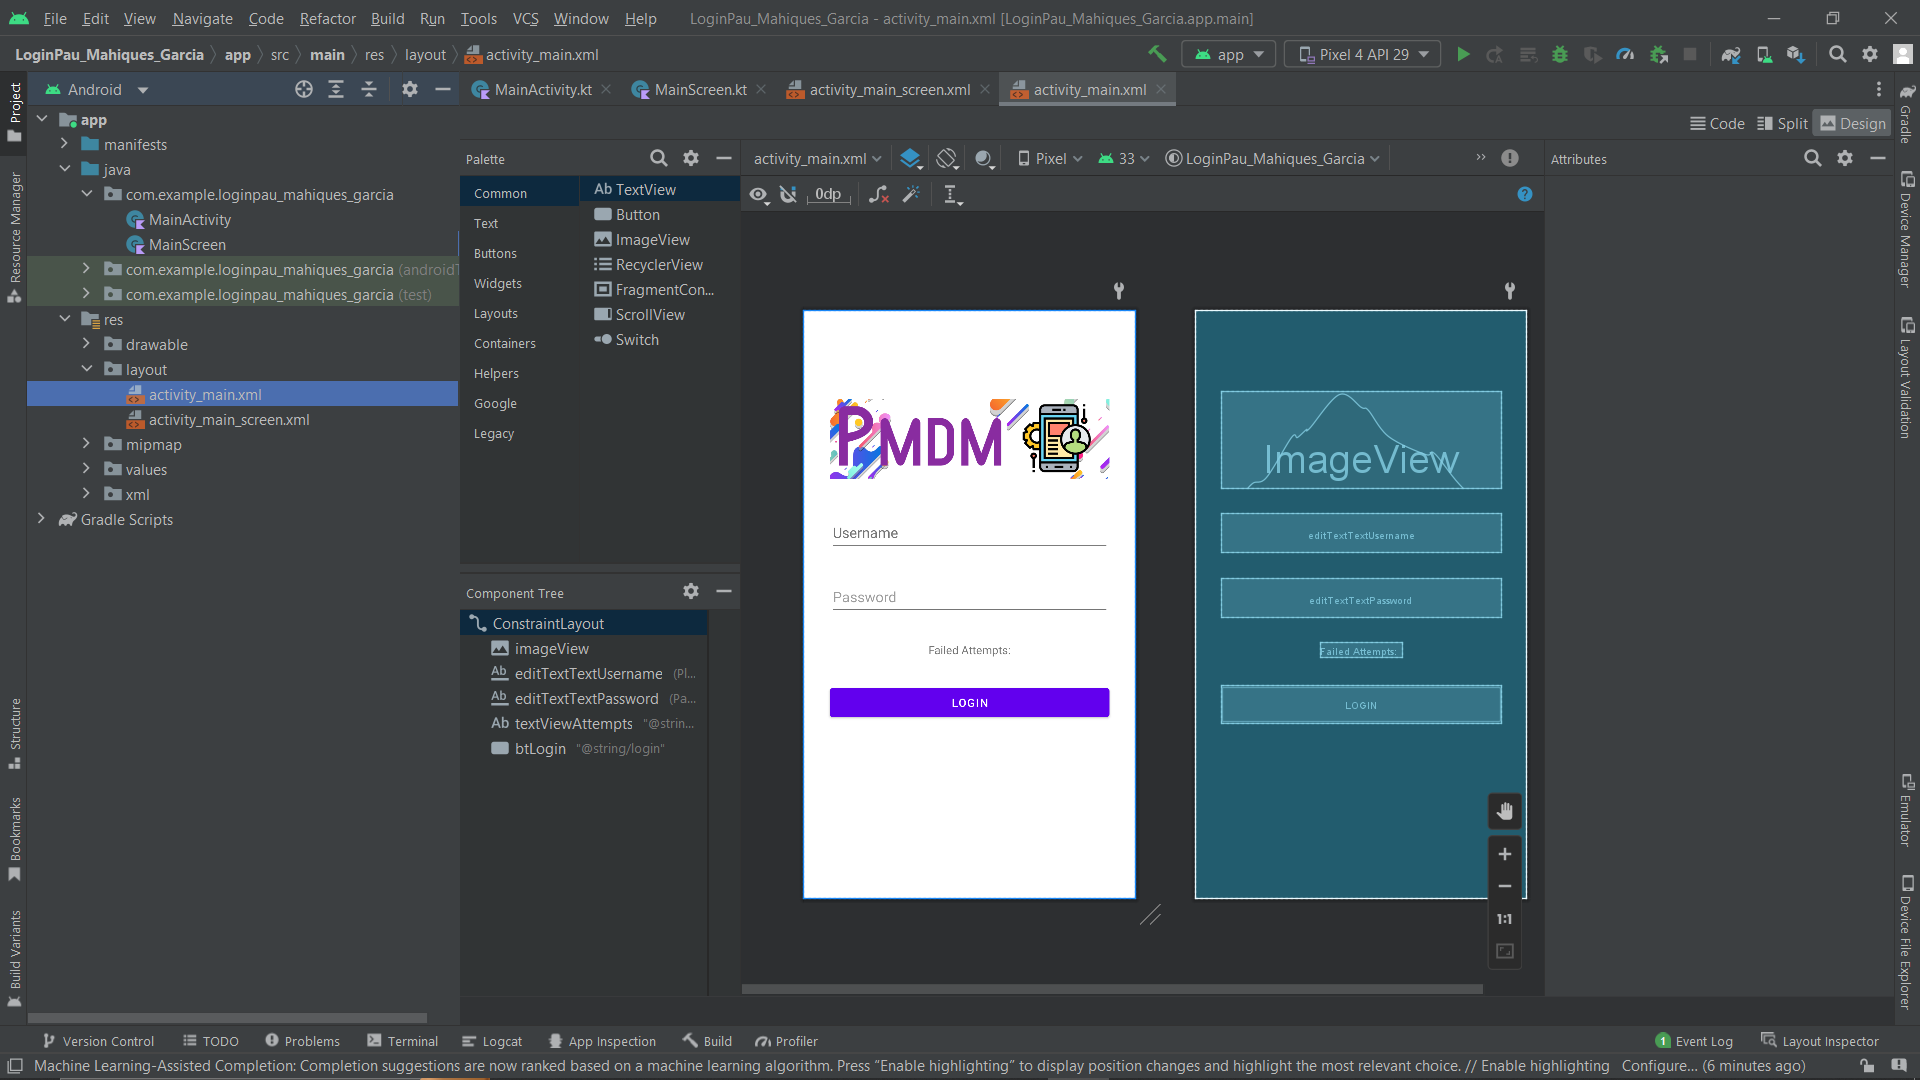 File Edit View Navigate Code Refactor Build Run Tools VCS Window Help LoginPau_Mahiques_Garcia - activity_main.xml [LoginPau_Mahiques_Garcia.app.main]
LoginPau_Mahiques_Garcia app src main res layout activity_main.xml app Pixel 4 API 29
Android MainActivity.kt MainScreen.kt activity_main_screen.xml activity_main.xml
Code Split Design
Project
Resource Manager
Structure
Bookmarks
Build Variants
app
manifests
java
com.example.loginpau_mahiques_garcia
MainActivity
MainScreen
com.example.loginpau_mahiques_garcia (androidT
com.example.loginpau_mahiques_garcia (test)
res
drawable
layout
activity_main.xml
activity_main_screen.xml
mipmap
values
xml
Gradle Scripts
Palette
Common
Text
Buttons
Widgets
Layouts
Containers
Helpers
Google
Legacy
Ab TextView
Button
ImageView
RecyclerView
FragmentCon...
ScrollView
Switch
Component Tree
ConstraintLayout
imageView
Ab editTextTextUsername (Pl...
Ab editTextTextPassword (Pa...
Ab textViewAttempts "@strin...
btLogin "@string/login"
activity_main.xml Pixel 33 LoginPau_Mahiques_Garcia
0dp
PMDM
Username
Password
Failed Attempts:
LOGIN
ImageView
editTextTextUsername
editTextTextPassword
Failed Attempts:
LOGIN
1:1
Attributes
Gradle
Device Manager
Layout Validation
Emulator
Device File Explorer
Version Control TODO Problems Terminal Logcat App Inspection Build Profiler 1 Event Log Layout Inspector
Machine Learning-Assisted Completion: Completion suggestions are now ranked based on a machine learning algorithm. Press “Enable highlighting” to display position changes and highlight the most relevant choice. // Enable highlighting Configure... (6 minutes ago)